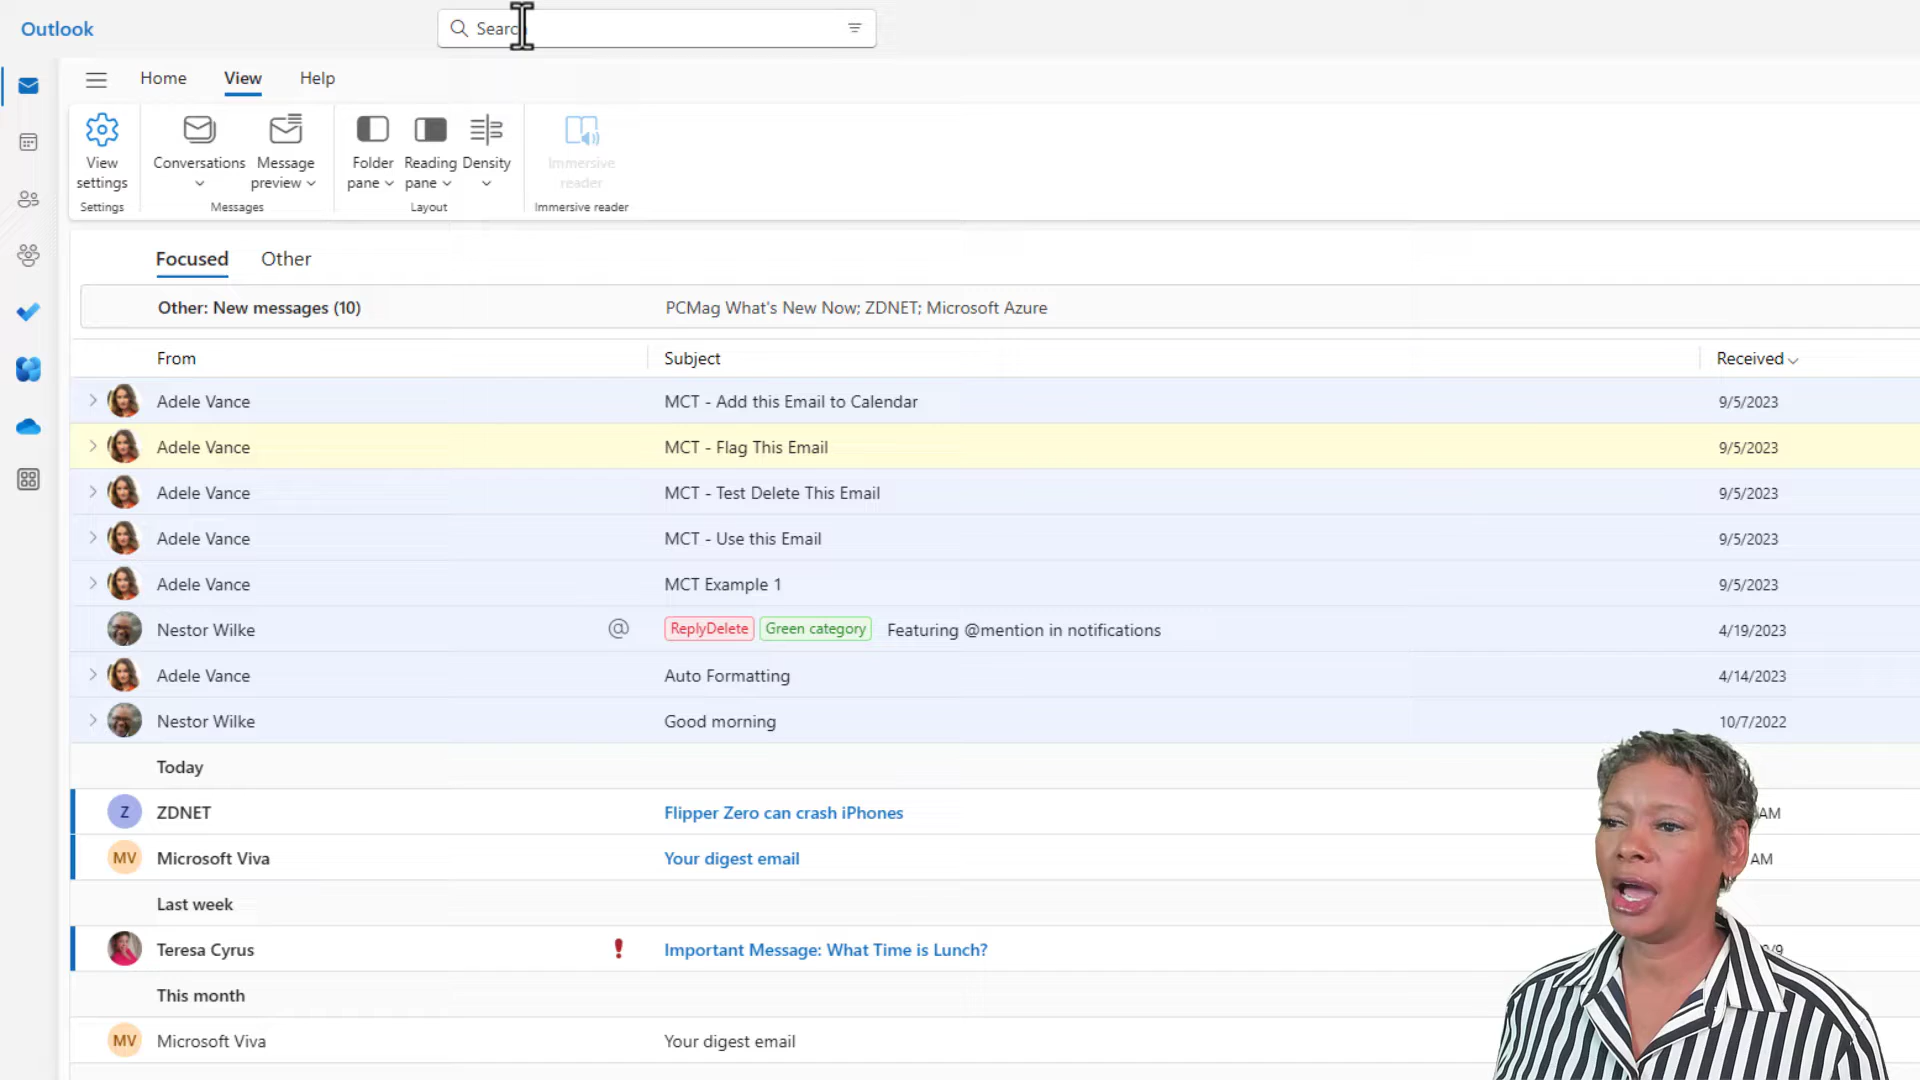 Outlook
Search
Home View Help
View settings
Conversations
Message preview
Folder pane
Reading pane
Density
Immersive reader
Settings
Messages
Layout
Immersive reader
Focused Other
Other: New messages (10) PCMag What's New Now; ZDNET; Microsoft Azure
From Subject Received
Adele Vance MCT - Add this Email to Calendar 9/5/2023
Adele Vance MCT - Flag This Email 9/5/2023
Adele Vance MCT - Test Delete This Email 9/5/2023
Adele Vance MCT - Use this Email 9/5/2023
Adele Vance MCT Example 1 9/5/2023
Nestor Wilke @ ReplyDelete Green category Featuring @mention in notifications 4/19/2023
Adele Vance Auto Formatting 4/14/2023
Nestor Wilke Good morning 10/7/2022
Today
Z ZDNET Flipper Zero can crash iPhones AM
MV Microsoft Viva Your digest email AM
Last week
Teresa Cyrus ! Important Message: What Time is Lunch? /9
This month
MV Microsoft Viva Your digest email